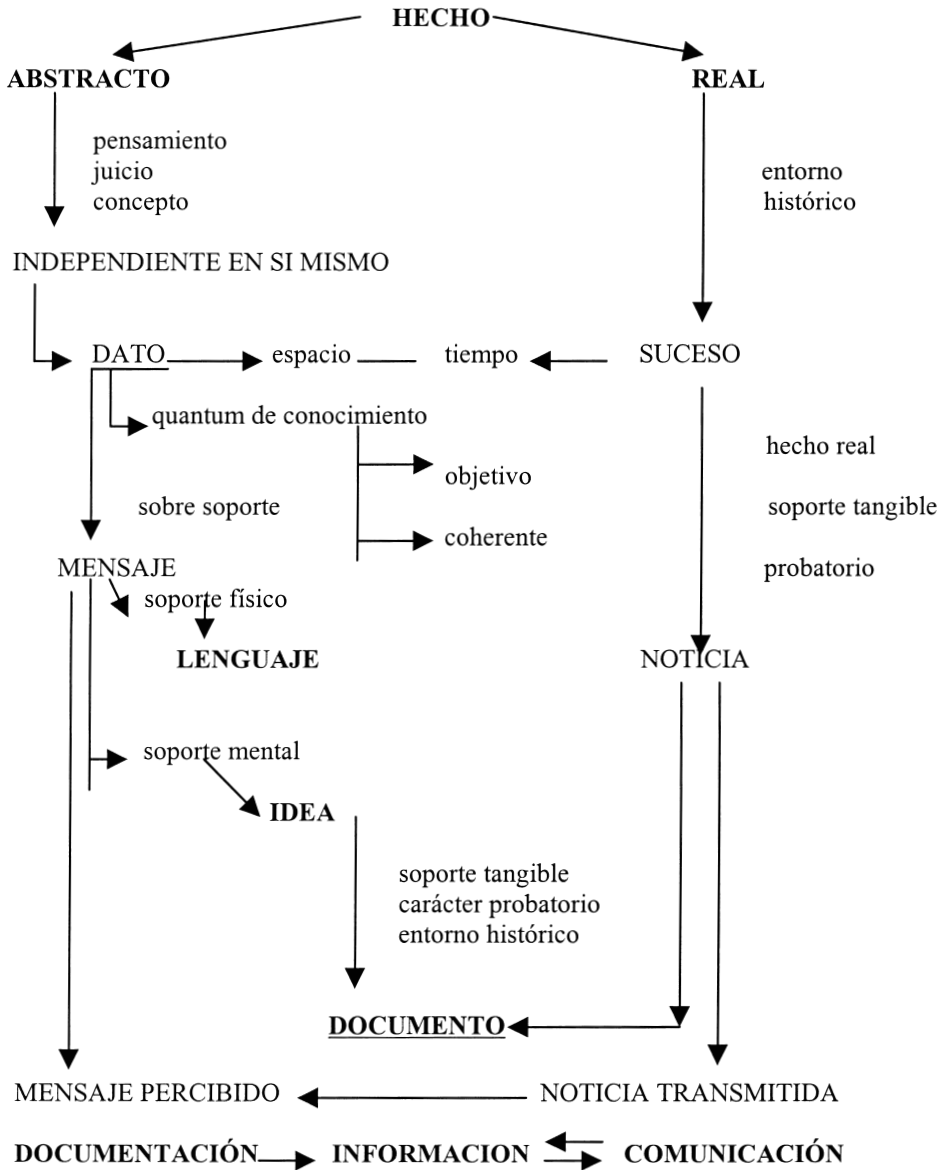 HECHO
ABSTRACTO
REAL
pensamiento
juicio
concepto
entorno
histórico
INDEPENDIENTE EN SI MISMO
DATO
espacio
tiempo
SUCESO
quantum de conocimiento
hecho real
objetivo
sobre soporte
soporte tangible
coherente
probatorio
MENSAJE
soporte físico
LENGUAJE
NOTICIA
soporte mental
IDEA
soporte tangible
carácter probatorio
entorno histórico
DOCUMENTO
MENSAJE PERCIBIDO
NOTICIA TRANSMITIDA
DOCUMENTACIÓN
INFORMACION
COMUNICACIÓN